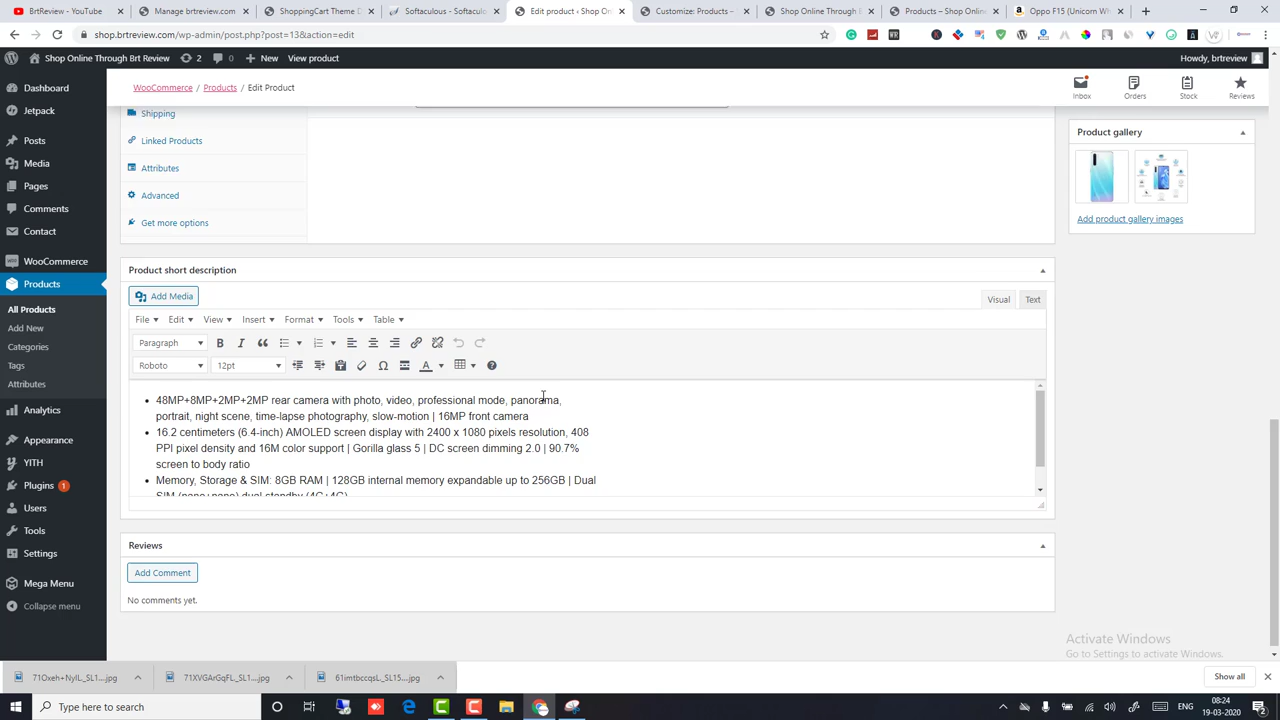 BrtReview - YouTube
Manage brtreview.com
ShoppingCart Theme D
Softaculous - Softacul
Edit product ‹ Shop On
Customize: Products –
Shop Online Through B
Products – Shop Onlin
Oppo F15 (Unicorn Wh
shop.brtreview.com/wp-admin/post.php?post=13&action=edit
Shop Online Through Brt Review
2
0
New
View product
Howdy, brtreview
WooCommerce / Products / Edit Product
Inbox
Orders
Stock
Reviews
Dashboard
Jetpack
Posts
Media
Pages
Comments
Contact
WooCommerce
Products
All Products
Add New
Categories
Tags
Attributes
Analytics
Appearance
YITH
Plugins 1
Users
Tools
Settings
Mega Menu
Collapse menu
Shipping
Linked Products
Attributes
Advanced
Get more options
Product gallery
Add product gallery images
Product short description
Add Media
Visual
Text
File
Edit
View
Insert
Format
Tools
Table
Paragraph
Roboto
12pt
48MP+8MP+2MP+2MP rear camera with photo, video, professional mode, panorama,
portrait, night scene, time-lapse photography, slow-motion | 16MP front camera
16.2 centimeters (6.4-inch) AMOLED screen display with 2400 x 1080 pixels resolution, 408
PPI pixel density and 16M color support | Gorilla glass 5 | DC screen dimming 2.0 | 90.7%
screen to body ratio
Memory, Storage & SIM: 8GB RAM | 128GB internal memory expandable up to 256GB | Dual
SIM (nano+nano) dual standby (4G+4G)
Reviews
Add Comment
No comments yet.
Activate Windows
Go to Settings to activate Windows.
71Oxeh+NyIL_SL1....jpg
71XVGArGqFL_SL1....jpg
61imtbccqsL_SL15....jpg
Show all
Type here to search
08:24
19-03-2020